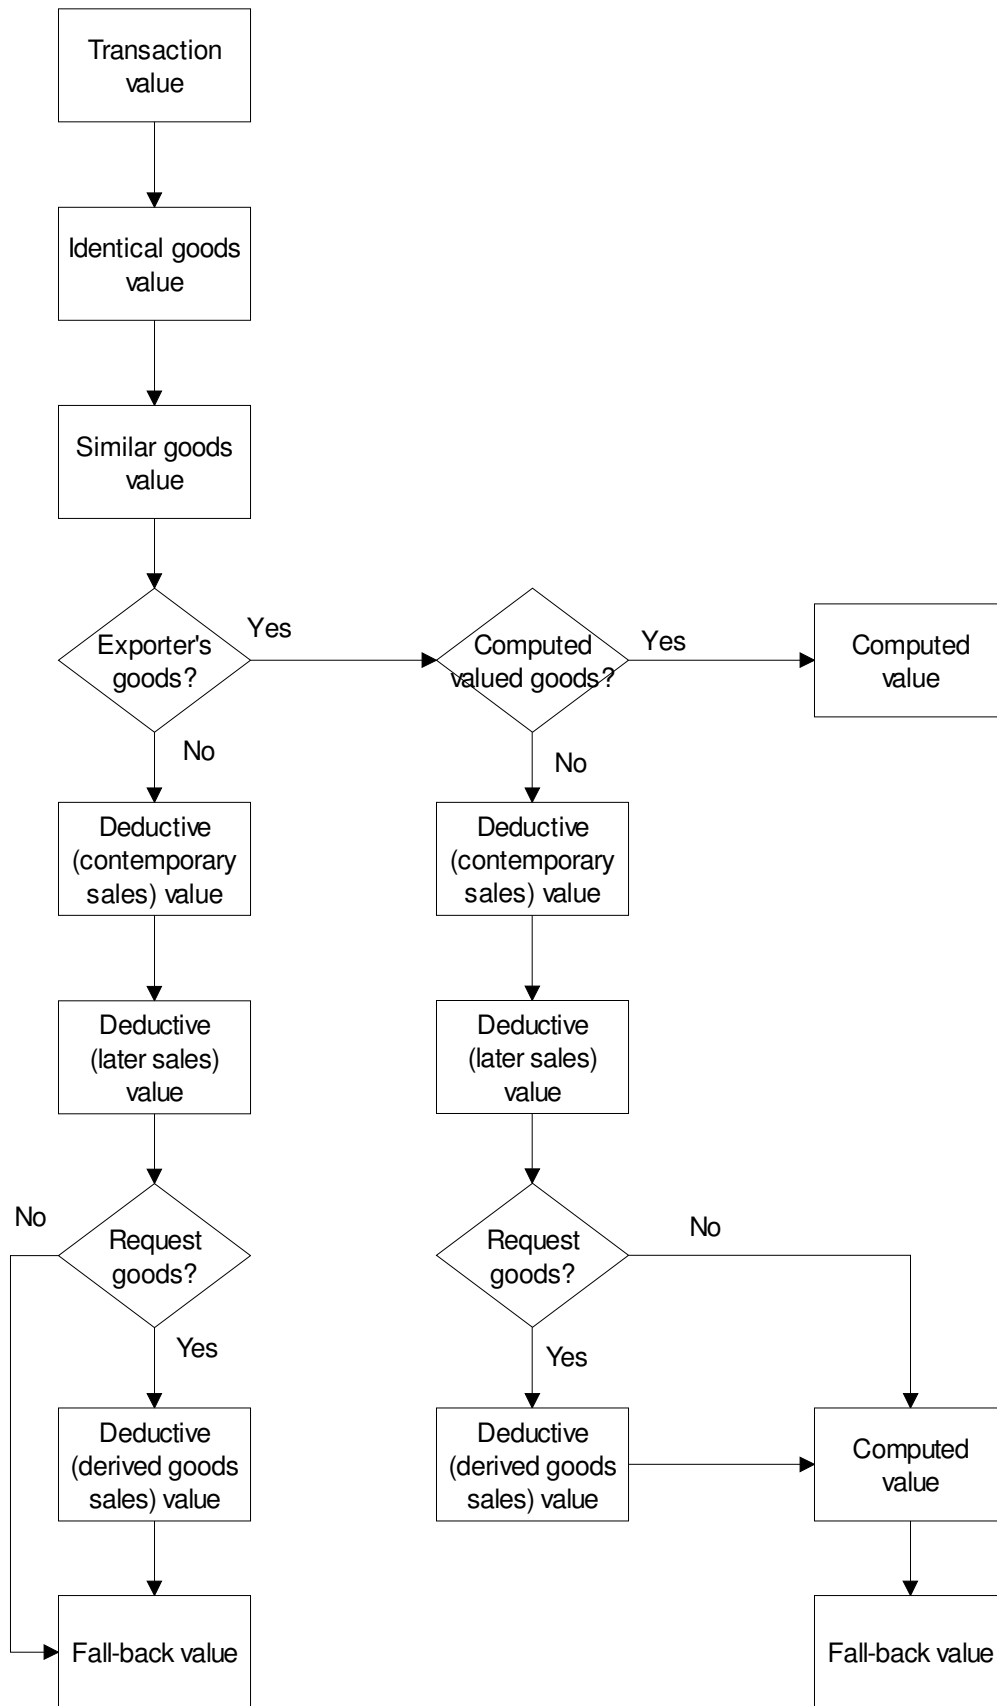 Transaction
value
Identical goods
value
Similar goods
value
Exporter's
goods?
Yes
Computed
valued goods?
Yes
Computed
value
No
No
Deductive
(contemporary
sales) value
Deductive
(contemporary
sales) value
Deductive
(later sales)
value
Deductive
(later sales)
value
No
Request
goods?
Request
goods?
No
Yes
Yes
Deductive
(derived goods
sales) value
Deductive
(derived goods
sales) value
Computed
value
Fall-back value
Fall-back value